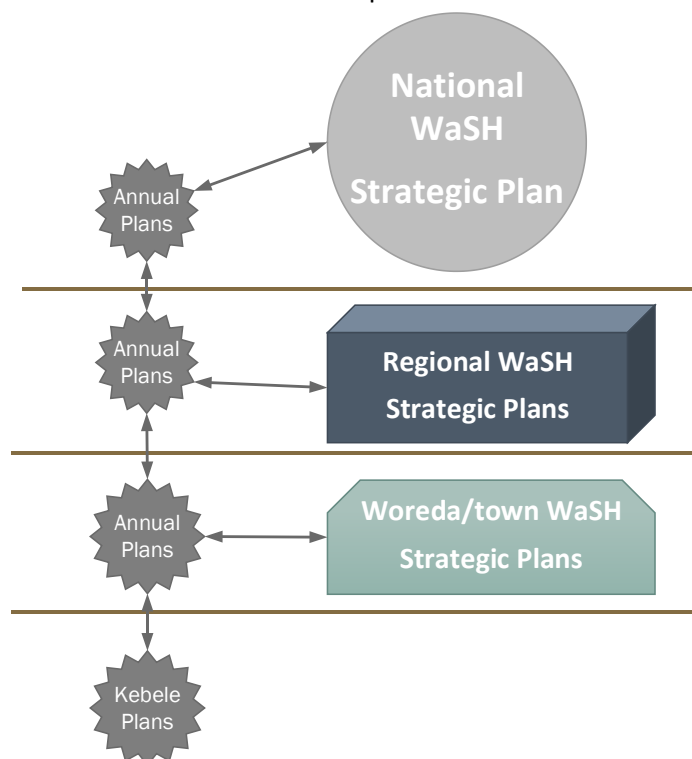 National
WaSH
Strategic Plan
Annual
Plans
Annual
Plans
Regional WaSH
Strategic Plans
Annual
Plans
Woreda/town WaSH
Strategic Plans
Kebele
Plans